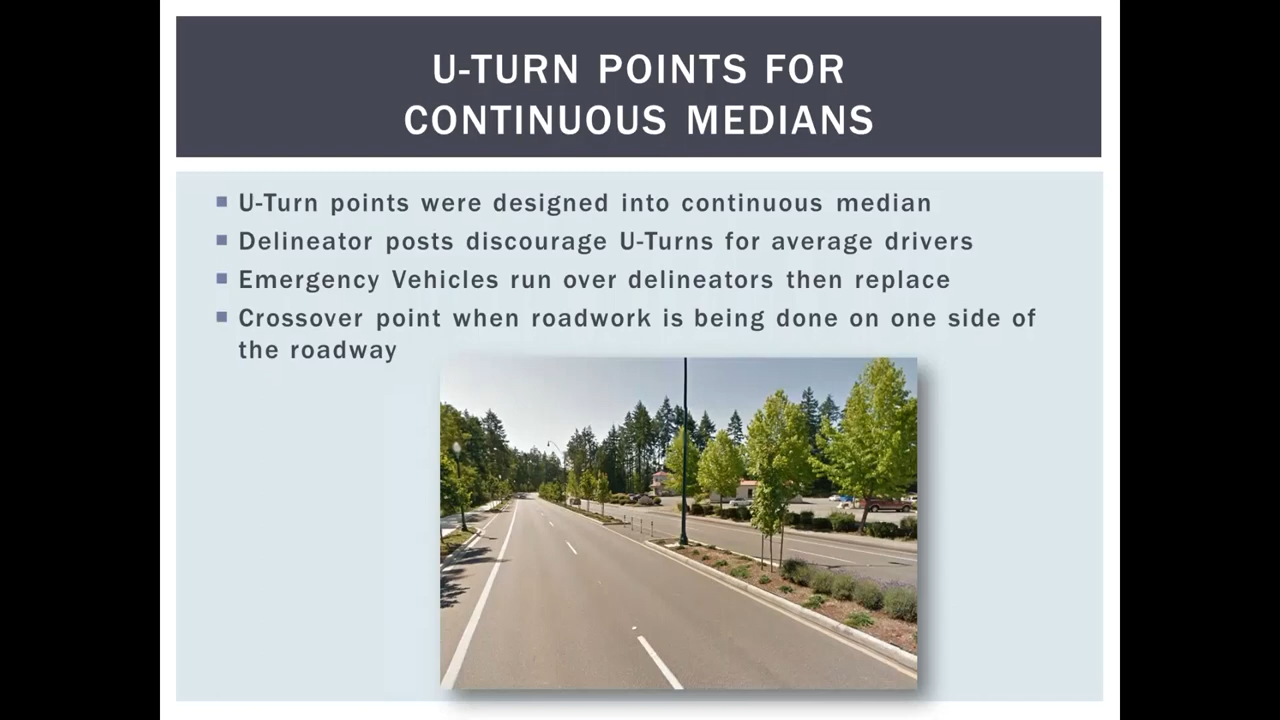 U-TURN POINTS FOR
CONTINUOUS MEDIANS
U-Turn points were designed into continuous median
Delineator posts discourage U-Turns for average drivers
Emergency Vehicles run over delineators then replace
Crossover point when roadwork is being done on one side of
the roadway